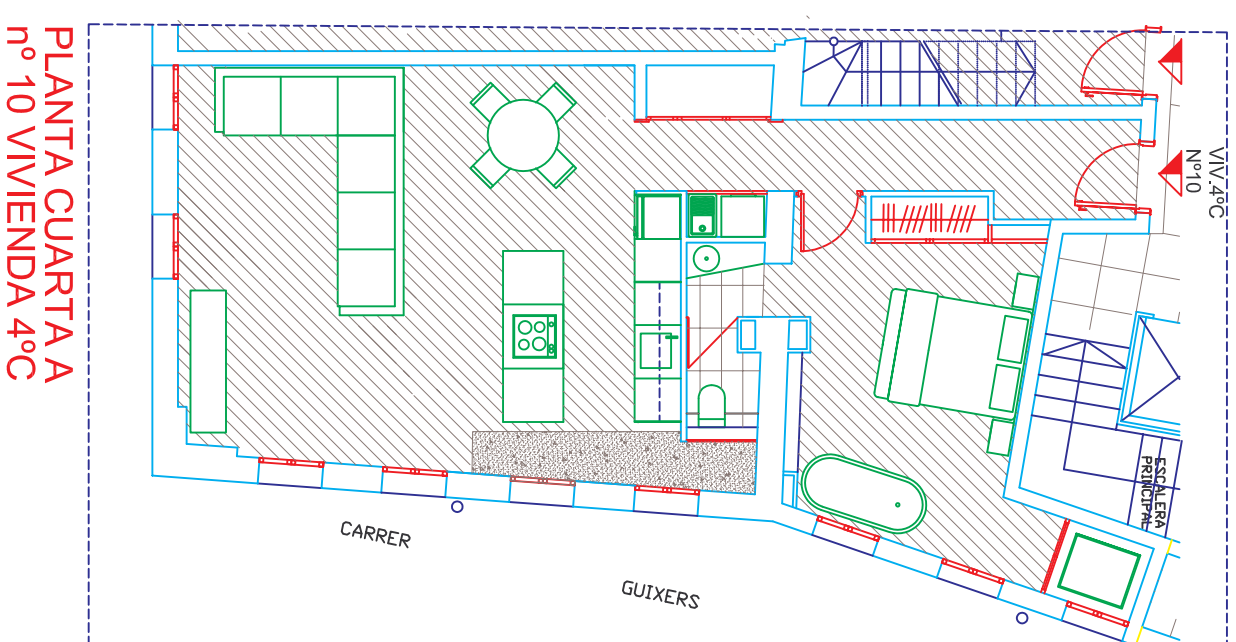 PLANTA CUARTA A
nº 10 VIVIENDA 4ºC
VIV.4ºC
Nº10
ESCALERA
PRINCIPAL
CARRER
GUIXERS